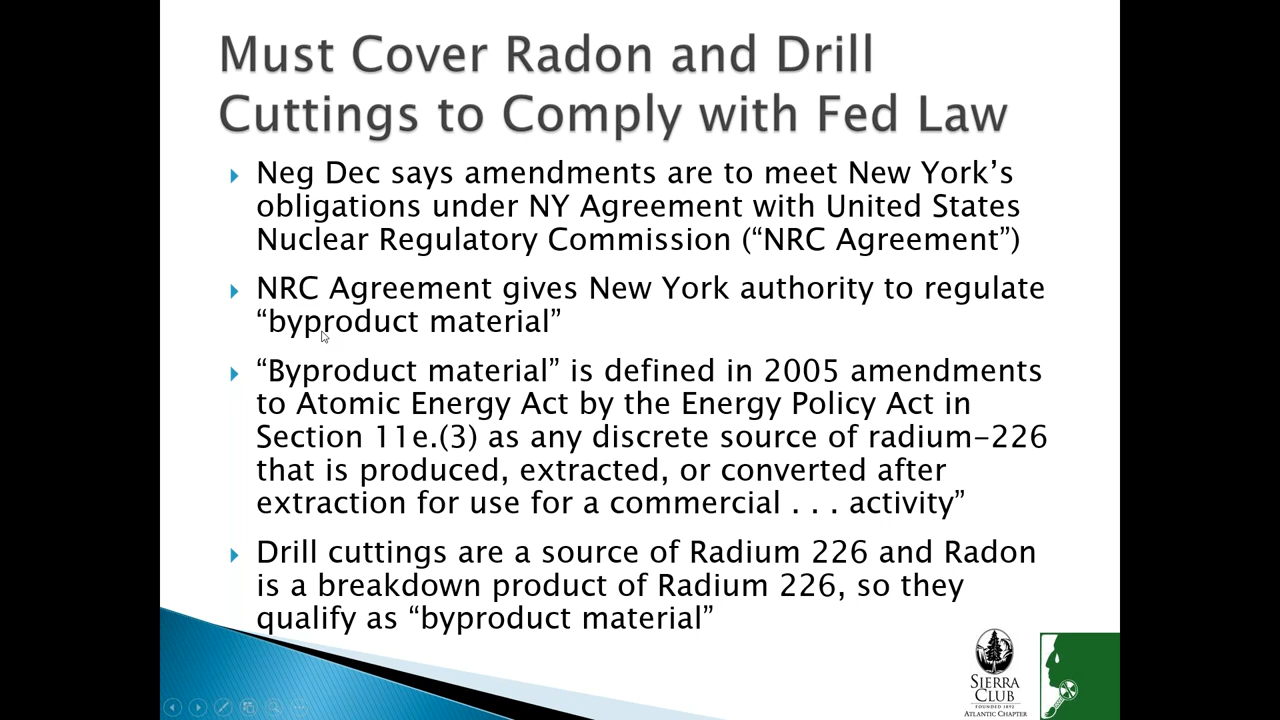 Must Cover Radon and Drill
Cuttings to Comply with Fed Law
Neg Dec says amendments are to meet New York’s
obligations under NY Agreement with United States
Nuclear Regulatory Commission (“NRC Agreement”)
NRC Agreement gives New York authority to regulate
“byproduct material”
“Byproduct material” is defined in 2005 amendments
to Atomic Energy Act by the Energy Policy Act in
Section 11e.(3) as any discrete source of radium-226
that is produced, extracted, or converted after
extraction for use for a commercial . . . activity”
Drill cuttings are a source of Radium 226 and Radon
is a breakdown product of Radium 226, so they
qualify as “byproduct material”
SIERRA
CLUB
FOUNDED 1892
ATLANTIC CHAPTER